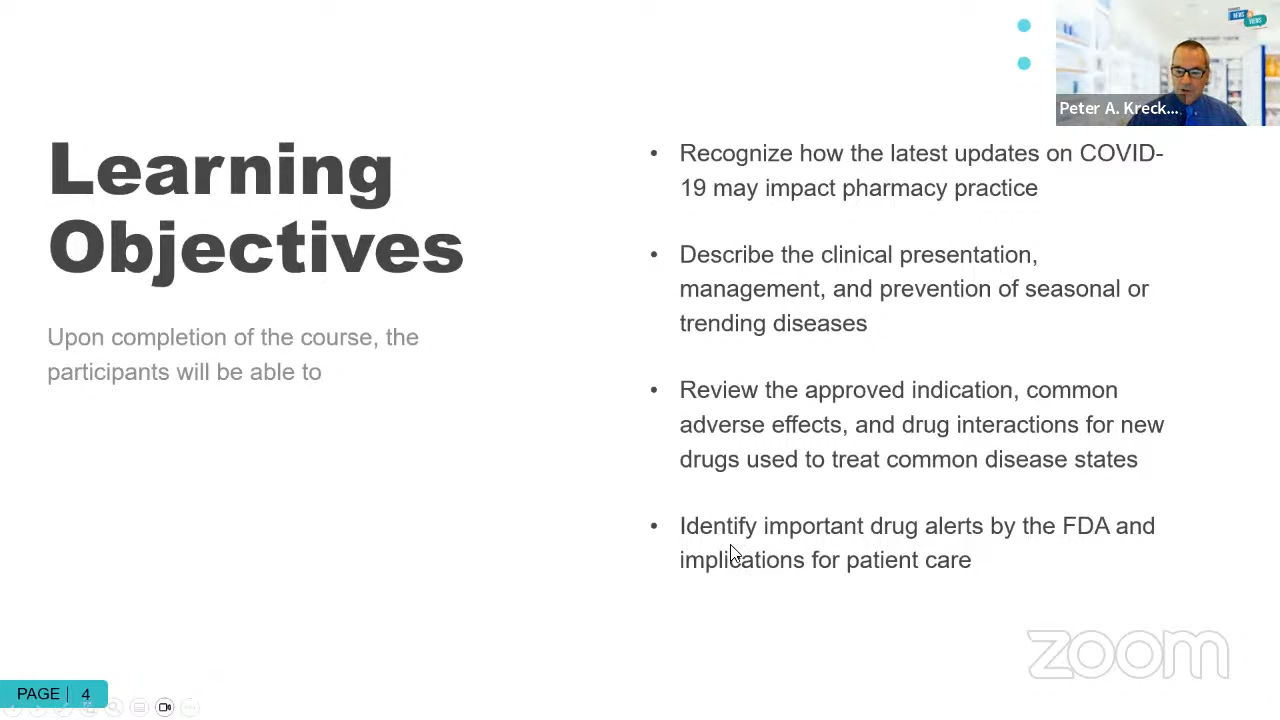 NEWS
VIEWS
Peter A. Kreck...
Learning
Objectives
Upon completion of the course, the
participants will be able to
• Recognize how the latest updates on COVID-
19 may impact pharmacy practice
• Describe the clinical presentation,
management, and prevention of seasonal or
trending diseases
• Review the approved indication, common
adverse effects, and drug interactions for new
drugs used to treat common disease states
• Identify important drug alerts by the FDA and
implications for patient care
zoom
PAGE | 4